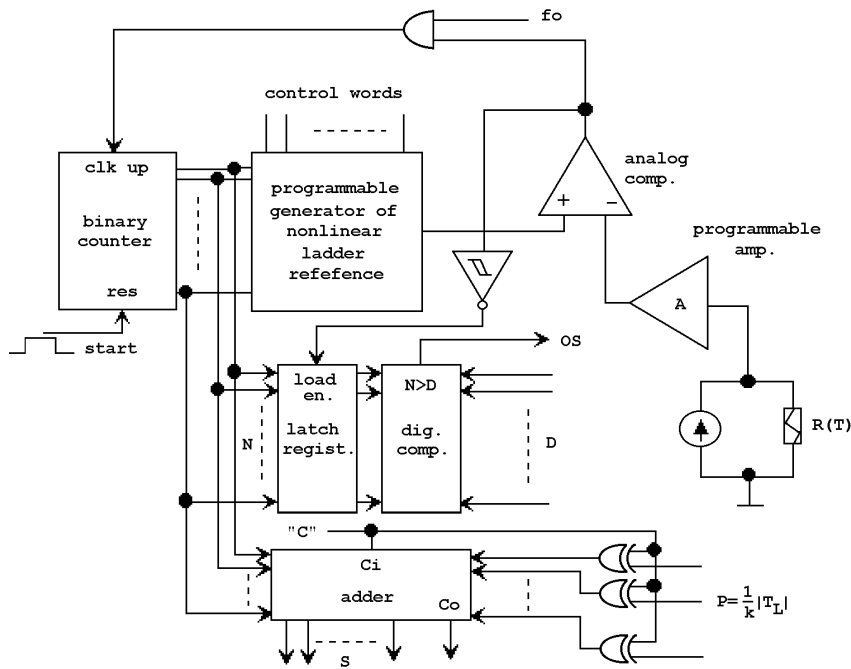 fo
control words
clk up
binary
counter
res
start
programmable
generator of
nonlinear
ladder
refefence
analog
comp.
+ −
programmable
amp.
A
R(T)
OS
load
en.
latch
regist.
N
N>D
dig.
comp.
D
"C"
Ci
adder
Co
S
P=1/k|TL|